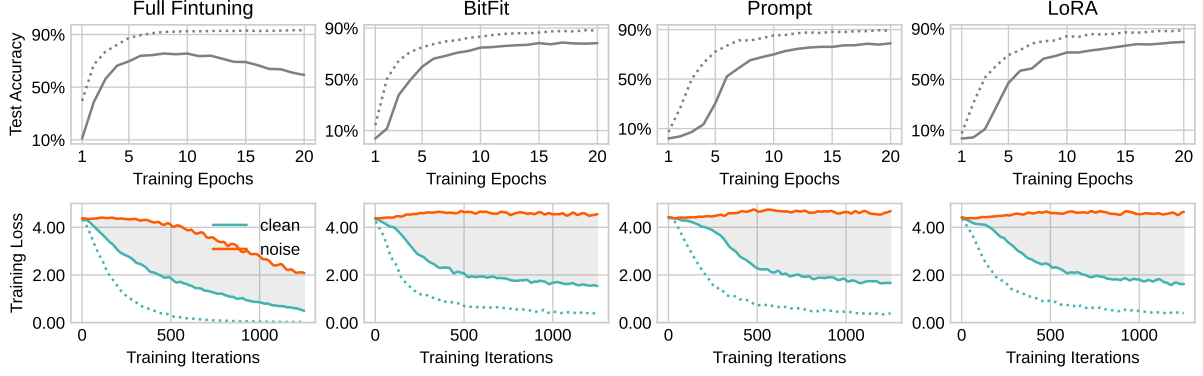 Full Fintuning
BitFit
Prompt
LoRA
Test Accuracy
90%
50%
10%
1 5 10 15 20
Training Epochs
90%
50%
10%
1 5 10 15 20
Training Epochs
90%
50%
10%
1 5 10 15 20
Training Epochs
90%
50%
10%
1 5 10 15 20
Training Epochs
Training Loss
4.00
2.00
0.00
clean
noise
0 500 1000
Training Iterations
4.00
2.00
0.00
0 500 1000
Training Iterations
4.00
2.00
0.00
0 500 1000
Training Iterations
4.00
2.00
0.00
0 500 1000
Training Iterations